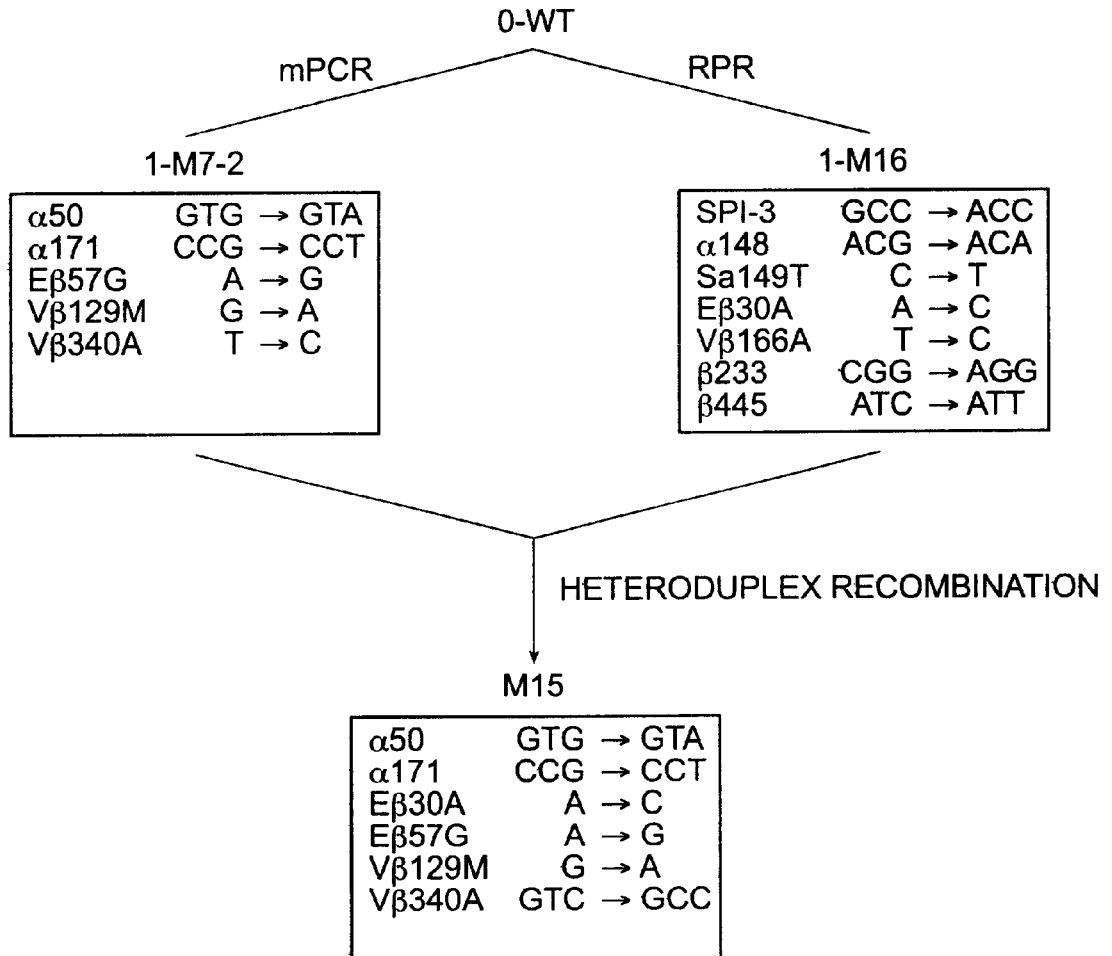 0-WT
mPCR
RPR
1-M7-2
α50 GTG → GTA
α171 CCG → CCT
Eβ57G A → G
Vβ129M G → A
Vβ340A T → C
1-M16
SPI-3 GCC → ACC
α148 ACG → ACA
Sa149T C → T
Eβ30A A → C
Vβ166A T → C
β233 CGG → AGG
β445 ATC → ATT
HETERODUPLEX RECOMBINATION
M15
α50 GTG → GTA
α171 CCG → CCT
Eβ30A A → C
Eβ57G A → G
Vβ129M G → A
Vβ340A GTC → GCC